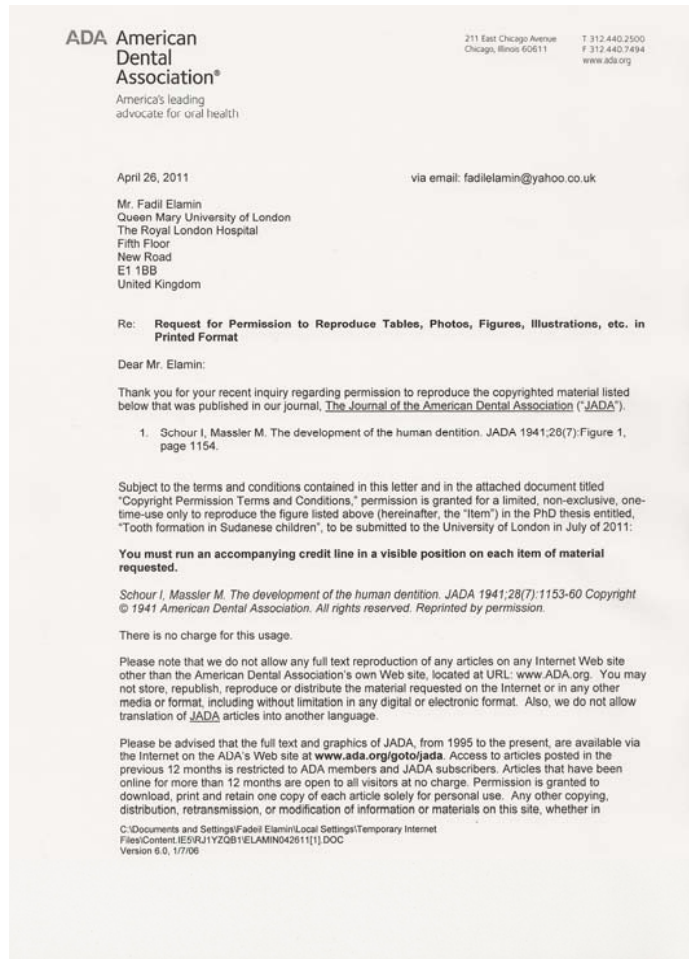 ADA American
Dental
Association®
America's leading
advocate for oral health
211 East Chicago Avenue
Chicago, Illinois 60611
T 312.440.2500
F 312.440.7494
www.ada.org
April 26, 2011
via email: fadilelamin@yahoo.co.uk
Mr. Fadil Elamin
Queen Mary University of London
The Royal London Hospital
Fifth Floor
New Road
E1 1BB
United Kingdom
Re: Request for Permission to Reproduce Tables, Photos, Figures, Illustrations, etc. in
Printed Format
Dear Mr. Elamin:
Thank you for your recent inquiry regarding permission to reproduce the copyrighted material listed
below that was published in our journal, The Journal of the American Dental Association ("JADA").
1. Schour I, Massler M. The development of the human dentition. JADA 1941;28(7):Figure 1,
page 1154.
Subject to the terms and conditions contained in this letter and in the attached document titled
"Copyright Permission Terms and Conditions," permission is granted for a limited, non-exclusive, one-
time-use only to reproduce the figure listed above (hereinafter, the "Item") in the PhD thesis entitled,
"Tooth formation in Sudanese children", to be submitted to the University of London in July of 2011:
You must run an accompanying credit line in a visible position on each item of material
requested.
Schour I, Massler M. The development of the human dentition. JADA 1941;28(7):1153-60 Copyright
© 1941 American Dental Association. All rights reserved. Reprinted by permission.
There is no charge for this usage.
Please note that we do not allow any full text reproduction of any articles on any Internet Web site
other than the American Dental Association's own Web site, located at URL: www.ADA.org. You may
not store, republish, reproduce or distribute the material requested on the Internet or in any other
media or format, including without limitation in any digital or electronic format. Also, we do not allow
translation of JADA articles into another language.
Please be advised that the full text and graphics of JADA, from 1995 to the present, are available via
the Internet on the ADA's Web site at www.ada.org/goto/jada. Access to articles posted in the
previous 12 months is restricted to ADA members and JADA subscribers. Articles that have been
online for more than 12 months are open to all visitors at no charge. Permission is granted to
download, print and retain one copy of each article solely for personal use. Any other copying,
distribution, retransmission, or modification of information or materials on this site, whether in
C:\Documents and Settings\Fadeil Elamin\Local Settings\Temporary Internet
Files\Content.IE5\RJ1YZQB1\ELAMIN042611[1].DOC
Version 6.0, 1/7/06